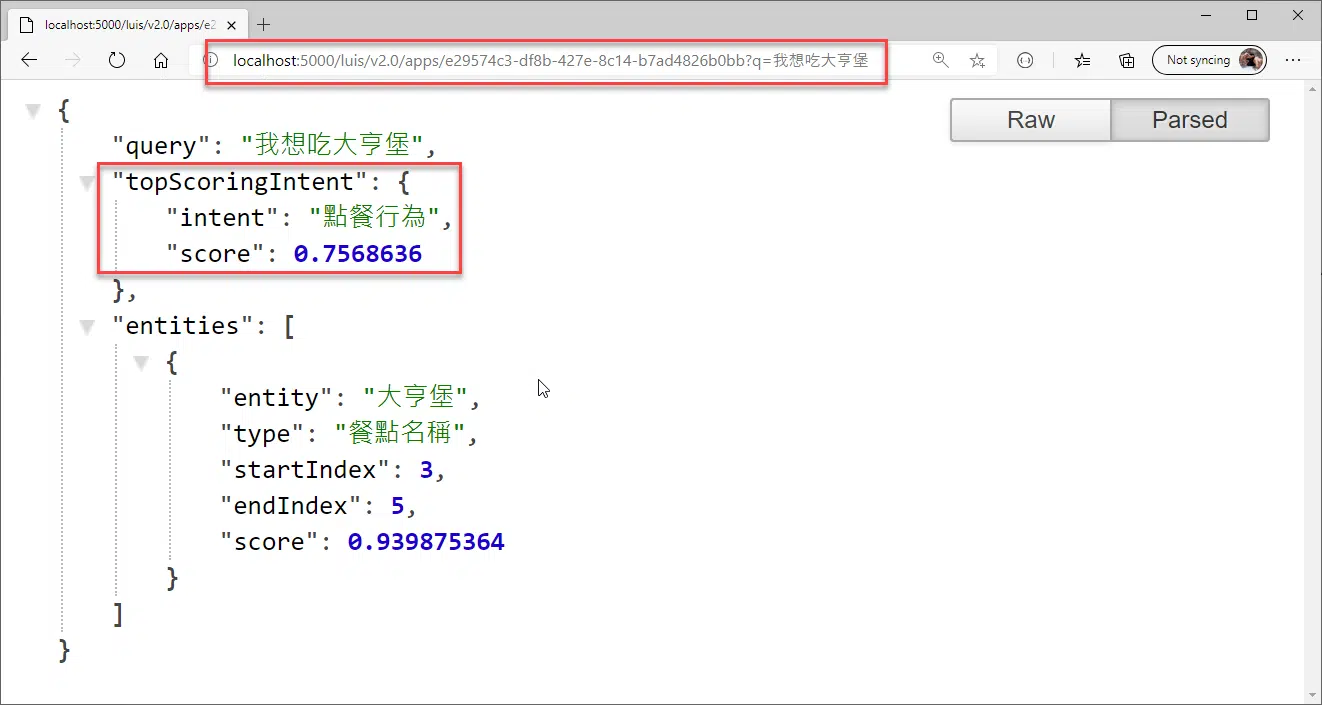 localhost:5000/luis/v2.0/apps/e2
Not syncing
localhost:5000/luis/v2.0/apps/e29574c3-df8b-427e-8c14-b7ad4826b0bb?q=我想吃大亨堡
Raw
Parsed
{
"query": "我想吃大亨堡",
"topScoringIntent": {
"intent": "點餐行為",
"score": 0.7568636
},
"entities": [
{
"entity": "大亨堡",
"type": "餐點名稱",
"startIndex": 3,
"endIndex": 5,
"score": 0.939875364
}
]
}